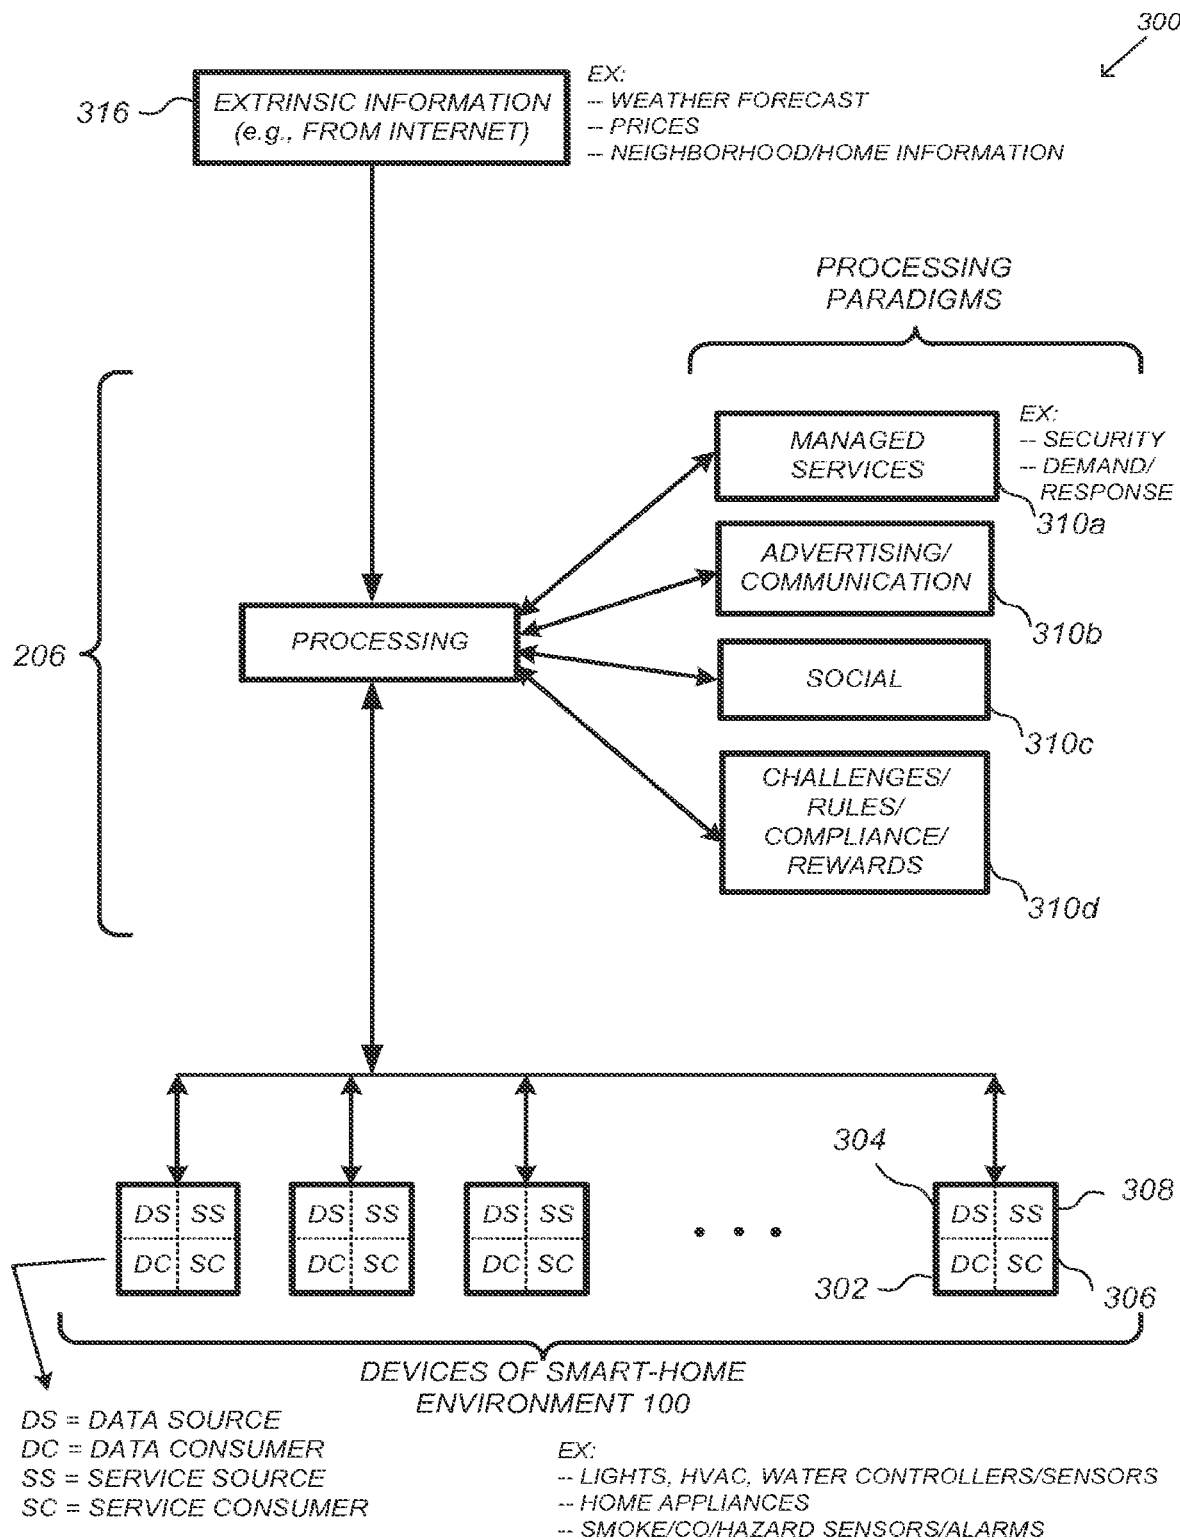 300
316
EXTRINSIC INFORMATION
(e.g., FROM INTERNET)
EX:
-- WEATHER FORECAST
-- PRICES
-- NEIGHBORHOOD/HOME INFORMATION
PROCESSING
PARADIGMS
MANAGED
SERVICES
EX:
-- SECURITY
-- DEMAND/
RESPONSE
310a
ADVERTISING/
COMMUNICATION
310b
206
PROCESSING
SOCIAL
310c
CHALLENGES/
RULES/
COMPLIANCE/
REWARDS
310d
304
308
DS SS
DC SC
DS SS
DC SC
DS SS
DC SC
• • •
DS SS
DC SC
302
306
DEVICES OF SMART-HOME
ENVIRONMENT 100
DS = DATA SOURCE
DC = DATA CONSUMER
SS = SERVICE SOURCE
SC = SERVICE CONSUMER
EX:
-- LIGHTS, HVAC, WATER CONTROLLERS/SENSORS
-- HOME APPLIANCES
-- SMOKE/CO/HAZARD SENSORS/ALARMS